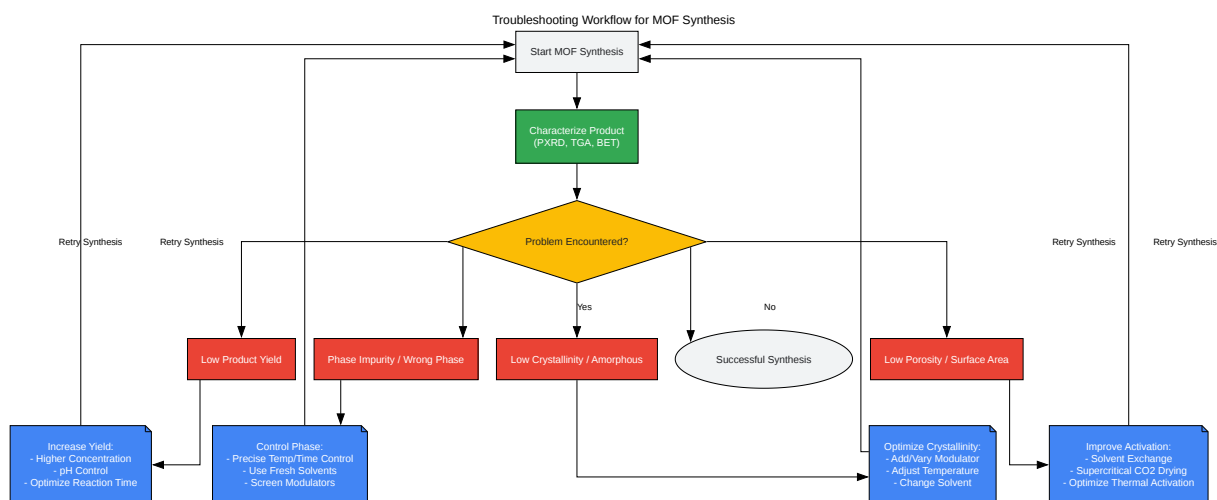 Troubleshooting Workflow for MOF Synthesis
Start MOF Synthesis
Characterize Product
(PXRD, TGA, BET)
Problem Encountered?
Retry Synthesis
Retry Synthesis
Retry Synthesis
Retry Synthesis
Yes
No
Low Product Yield
Phase Impurity / Wrong Phase
Low Crystallinity / Amorphous
Successful Synthesis
Low Porosity / Surface Area
Increase Yield:
- Higher Concentration
- pH Control
- Optimize Reaction Time
Control Phase:
- Precise Temp/Time Control
- Use Fresh Solvents
- Screen Modulators
Optimize Crystallinity:
- Add/Vary Modulator
- Adjust Temperature
- Change Solvent
Improve Activation:
- Solvent Exchange
- Supercritical CO2 Drying
- Optimize Thermal Activation